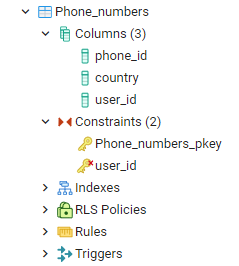 Phone_numbers
Columns (3)
phone_id
country
user_id
Constraints (2)
Phone_numbers_pkey
user_id
Indexes
RLS Policies
Rules
Triggers